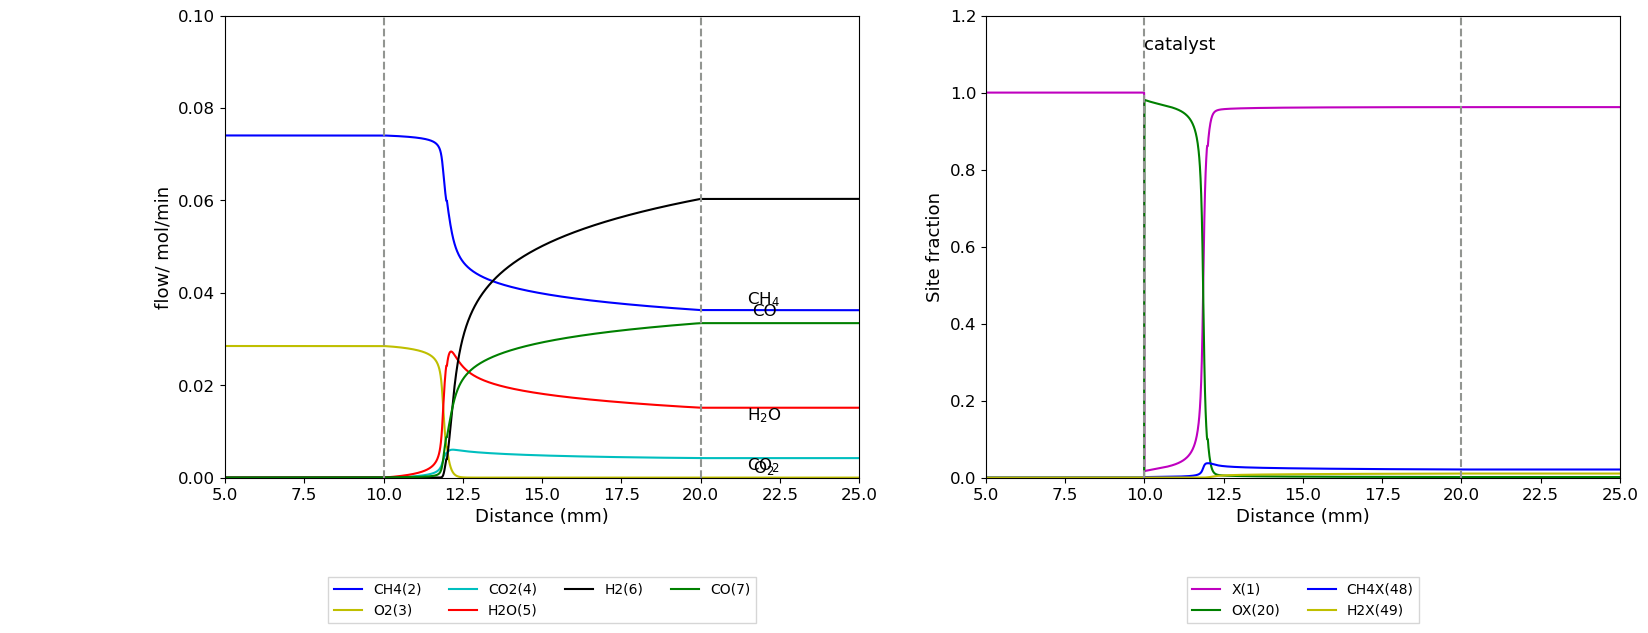 0.10
0.08
0.06
0.04
0.02
0.00
flow/ mol/min
5.0 7.5 10.0 12.5 15.0 17.5 20.0 22.5 25.0
Distance (mm)
CH4
CO
H2O
CO2
O2
CH4(2) CO2(4) H2(6) CO(7)
O2(3) H2O(5)
1.2
1.0
0.8
0.6
0.4
0.2
0.0
Site fraction
catalyst
5.0 7.5 10.0 12.5 15.0 17.5 20.0 22.5 25.0
Distance (mm)
X(1) CH4X(48)
OX(20) H2X(49)